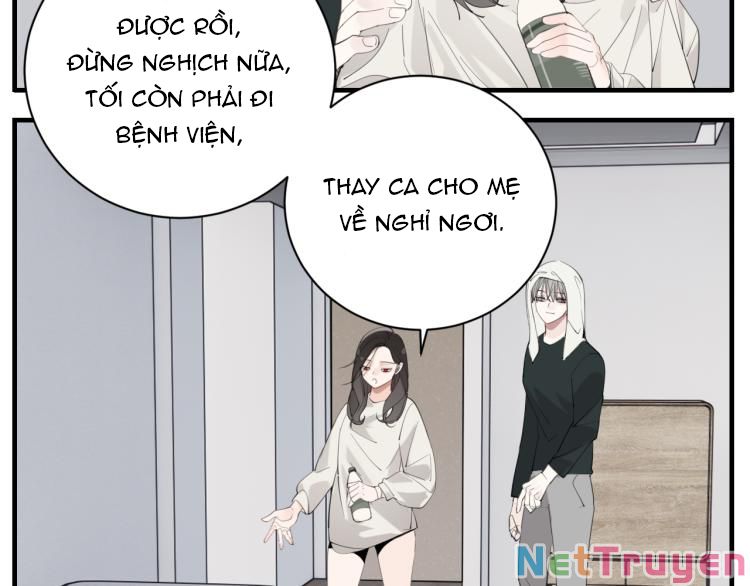 ĐƯỢC RỒI,
ĐỪNG NGHỊCH NỮA,
TỐI CÒN PHẢI ĐI
BỆNH VIỆN,
THAY CA CHO MẸ
VỀ NGHỈ NGƠI.
NetTruyen